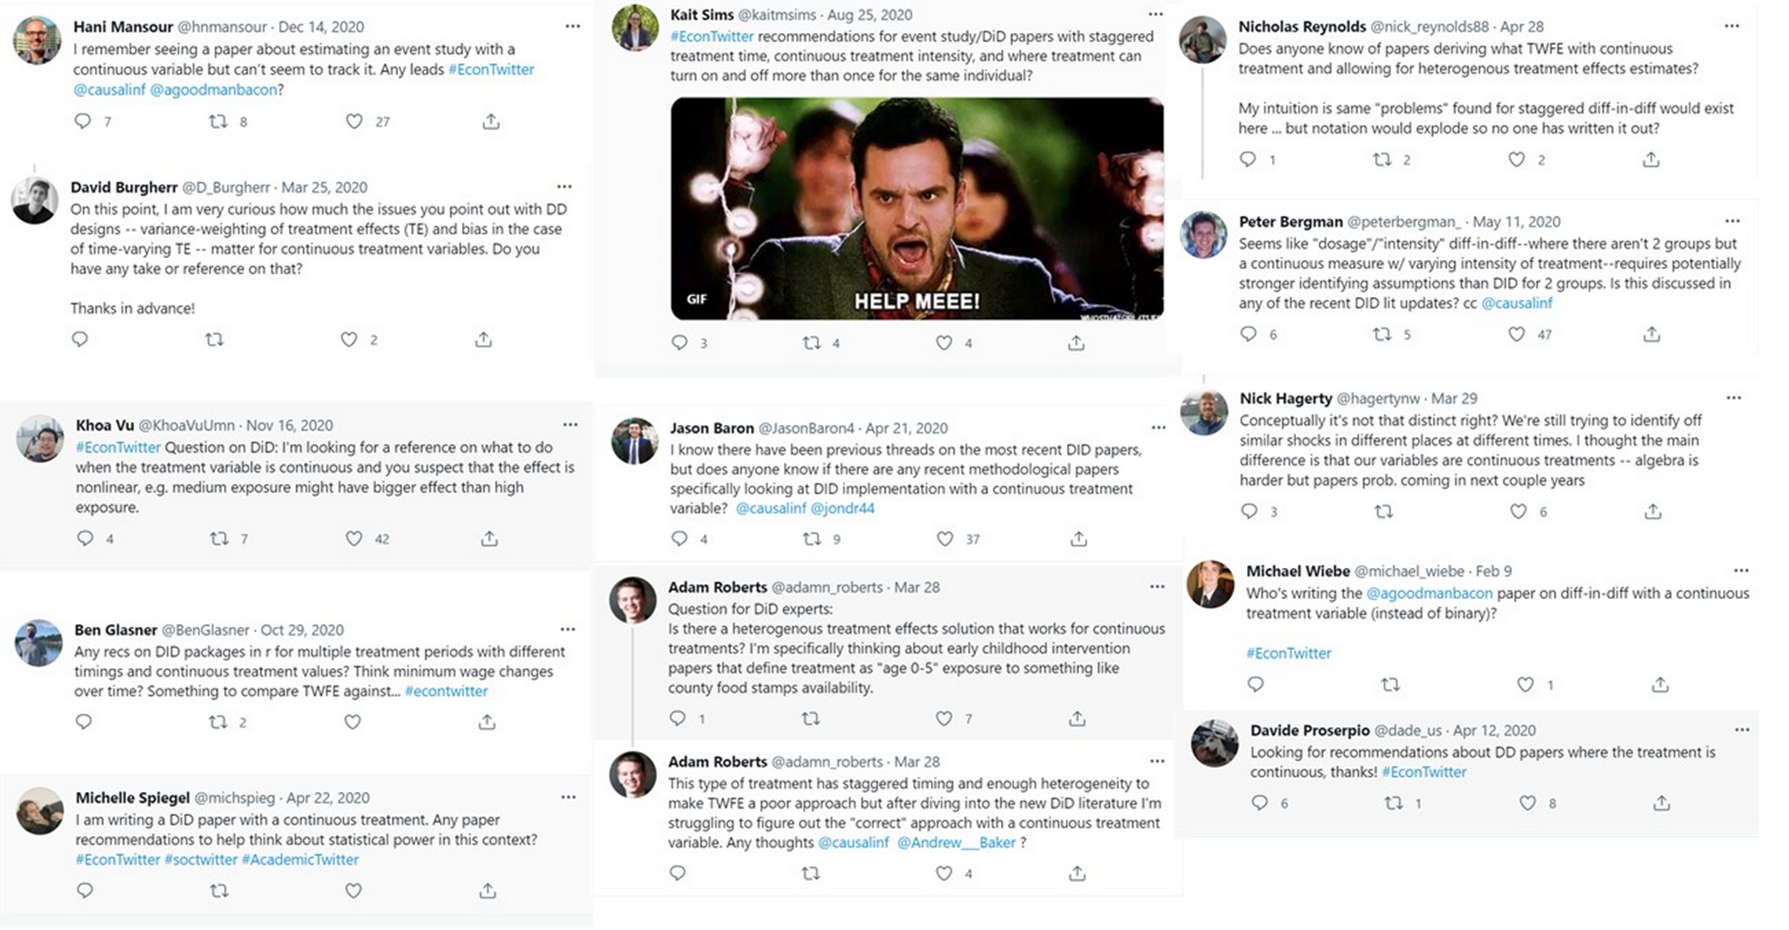 Hani Mansour @hnmansour · Dec 14, 2020
I remember seeing a paper about estimating an event study with a
continuous variable but can't seem to track it. Any leads #EconTwitter
@causalinf @agoodmanbacon?
7 8 27
David Burgherr @D_Burgherr · Mar 25, 2020
On this point, I am very curious how much the issues you point out with DD
designs -- variance-weighting of treatment effects (TE) and bias in the case
of time-varying TE -- matter for continuous treatment variables. Do you
have any take or reference on that?
Thanks in advance!
2
Khoa Vu @KhoaVuUmn · Nov 16, 2020
#EconTwitter Question on DiD: I'm looking for a reference on what to do
when the treatment variable is continuous and you suspect that the effect is
nonlinear, e.g. medium exposure might have bigger effect than high
exposure.
4 7 42
Ben Glasner @BenGlasner · Oct 29, 2020
Any recs on DID packages in r for multiple treatment periods with different
timings and continuous treatment values? Think minimum wage changes
over time? Something to compare TWFE against... #econtwitter
2
Michelle Spiegel @michspieg · Apr 22, 2020
I am writing a DiD paper with a continuous treatment. Any paper
recommendations to help think about statistical power in this context?
#EconTwitter #soctwitter #AcademicTwitter
Kait Sims @kaitmsims · Aug 25, 2020
#EconTwitter recommendations for event study/DiD papers with staggered
treatment time, continuous treatment intensity, and where treatment can
turn on and off more than once for the same individual?
GIF
HELP MEEE!
3 4 4
Jason Baron @JasonBaron4 · Apr 21, 2020
I know there have been previous threads on the most recent DID papers,
but does anyone know if there are any recent methodological papers
specifically looking at DID implementation with a continuous treatment
variable? @causalinf @jondr44
4 9 37
Adam Roberts @adamn_roberts · Mar 28
Question for DiD experts:
Is there a heterogenous treatment effects solution that works for continuous
treatments? I'm specifically thinking about early childhood intervention
papers that define treatment as "age 0-5" exposure to something like
county food stamps availability.
1 7
Adam Roberts @adamn_roberts · Mar 28
This type of treatment has staggered timing and enough heterogeneity to
make TWFE a poor approach but after diving into the new DiD literature I'm
struggling to figure out the "correct" approach with a continuous treatment
variable. Any thoughts @causalinf @Andrew___Baker ?
4
Nicholas Reynolds @nick_reynolds88 · Apr 28
Does anyone know of papers deriving what TWFE with continuous
treatment and allowing for heterogenous treatment effects estimates?
My intuition is same "problems" found for staggered diff-in-diff would exist
here ... but notation would explode so no one has written it out?
1 2 2
Peter Bergman @peterbergman_ · May 11, 2020
Seems like "dosage"/"intensity" diff-in-diff--where there aren't 2 groups but
a continuous measure w/ varying intensity of treatment--requires potentially
stronger identifying assumptions than DID for 2 groups. Is this discussed in
any of the recent DID lit updates? cc @causalinf
6 5 47
Nick Hagerty @hagertynw · Mar 29
Conceptually it's not that distinct right? We're still trying to identify off
similar shocks in different places at different times. I thought the main
difference is that our variables are continuous treatments -- algebra is
harder but papers prob. coming in next couple years
3 6
Michael Wiebe @michael_wiebe · Feb 9
Who's writing the @agoodmanbacon paper on diff-in-diff with a continuous
treatment variable (instead of binary)?
#EconTwitter
1
Davide Proserpio @dade_us · Apr 12, 2020
Looking for recommendations about DD papers where the treatment is
continuous, thanks! #EconTwitter
6 1 8